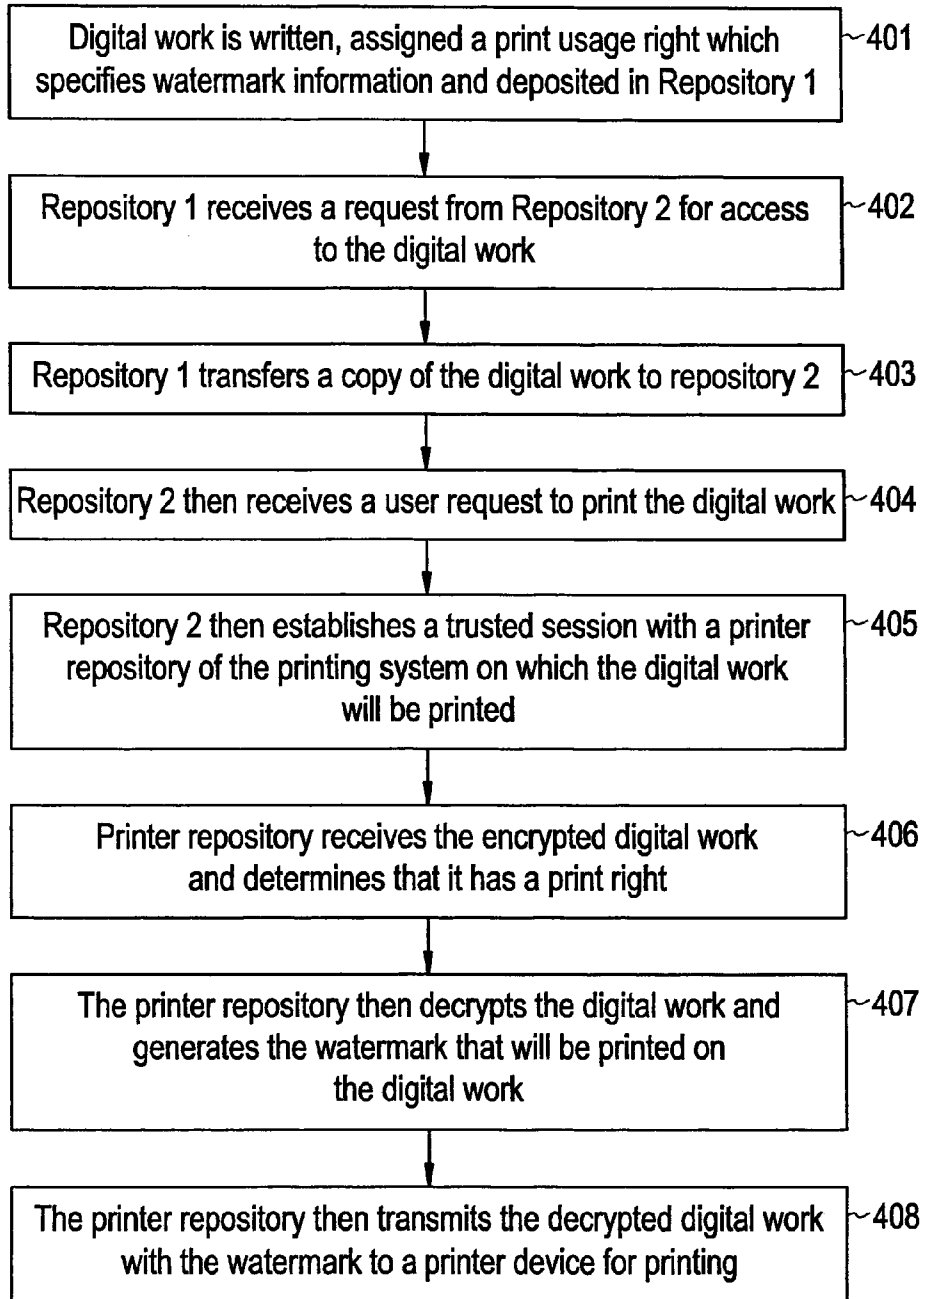 Digital work is written, assigned a print usage right which
specifies watermark information and deposited in Repository 1
401
Repository 1 receives a request from Repository 2 for access
to the digital work
402
Repository 1 transfers a copy of the digital work to repository 2
403
Repository 2 then receives a user request to print the digital work
404
Repository 2 then establishes a trusted session with a printer
repository of the printing system on which the digital work
will be printed
405
Printer repository receives the encrypted digital work
and determines that it has a print right
406
The printer repository then decrypts the digital work and
generates the watermark that will be printed on
the digital work
407
The printer repository then transmits the decrypted digital work
with the watermark to a printer device for printing
408